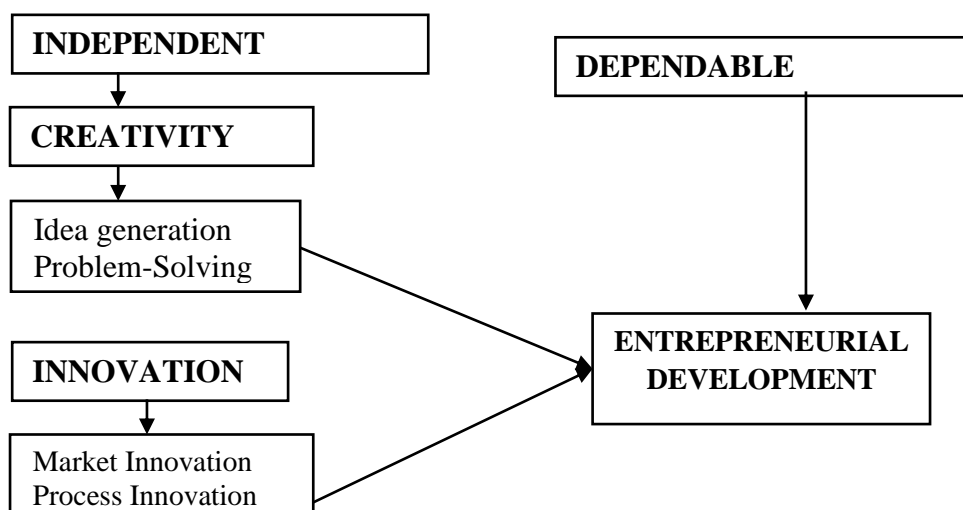 INDEPENDENT
DEPENDABLE
CREATIVITY
Idea generation
Problem-Solving
ENTREPRENEURIAL
DEVELOPMENT
INNOVATION
Market Innovation
Process Innovation